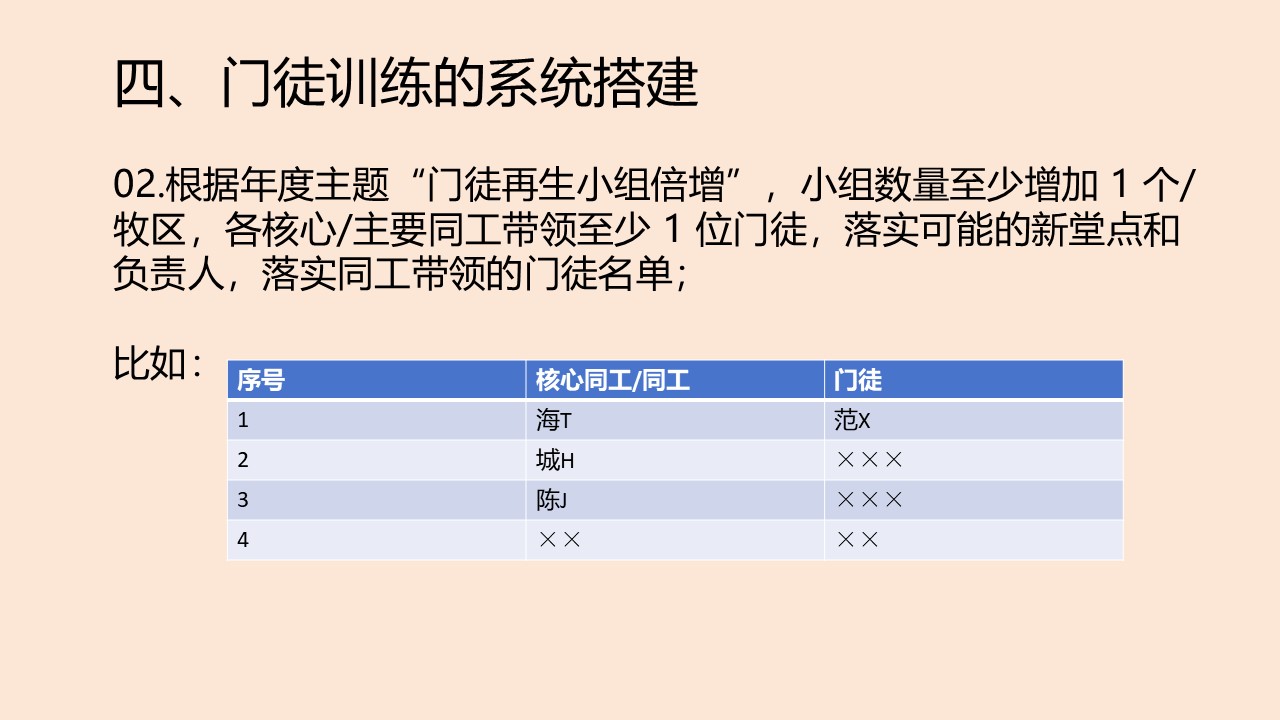 四、门徒训练的系统搭建
02.根据年度主题“门徒再生小组倍增”，小组数量至少增加 1 个/
牧区，各核心/主要同工带领至少 1 位门徒，落实可能的新堂点和
负责人，落实同工带领的门徒名单；
比如：
序号 核心同工/同工 门徒
1 海T 范X
2 城H ×××
3 陈J ×××
4 ×× ××